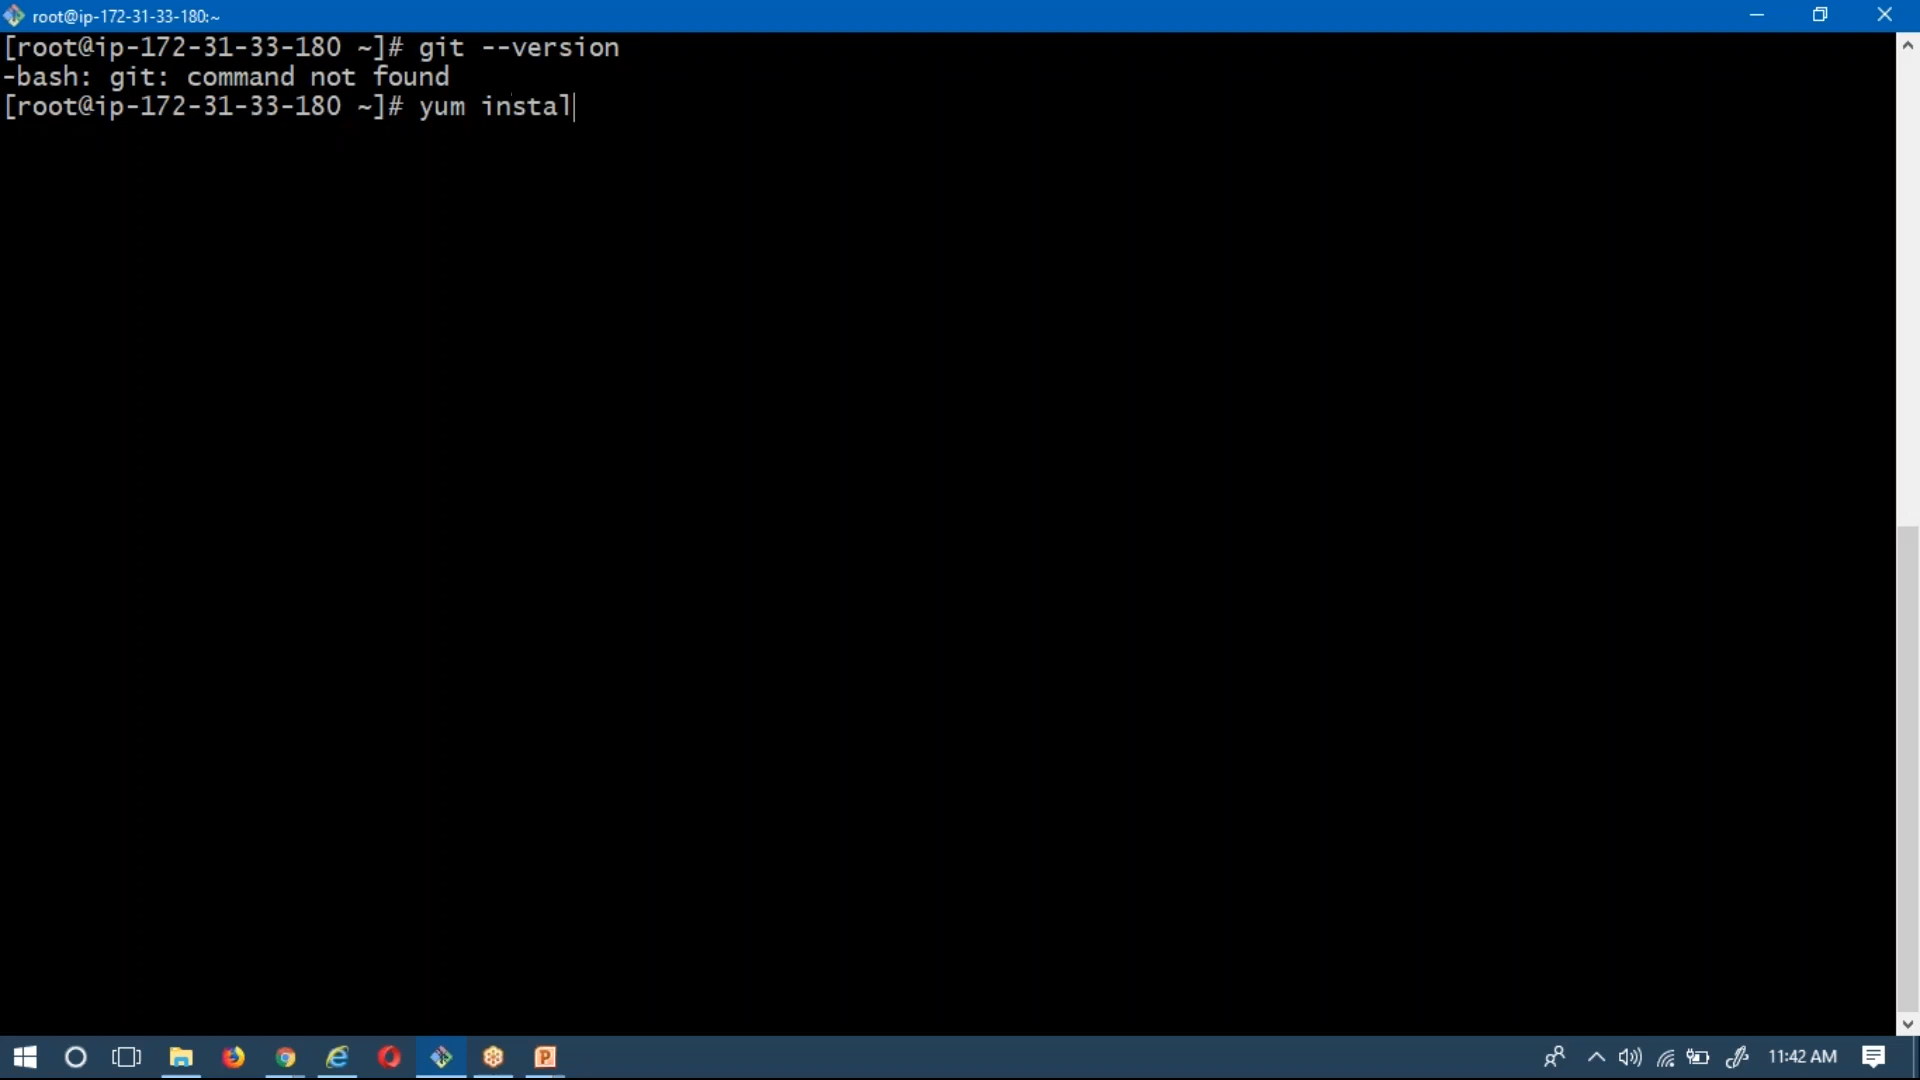 root@ip-172-31-33-180:~
[root@ip-172-31-33-180 ~]# git --version
-bash: git: command not found
[root@ip-172-31-33-180 ~]# yum instal
11:42 AM